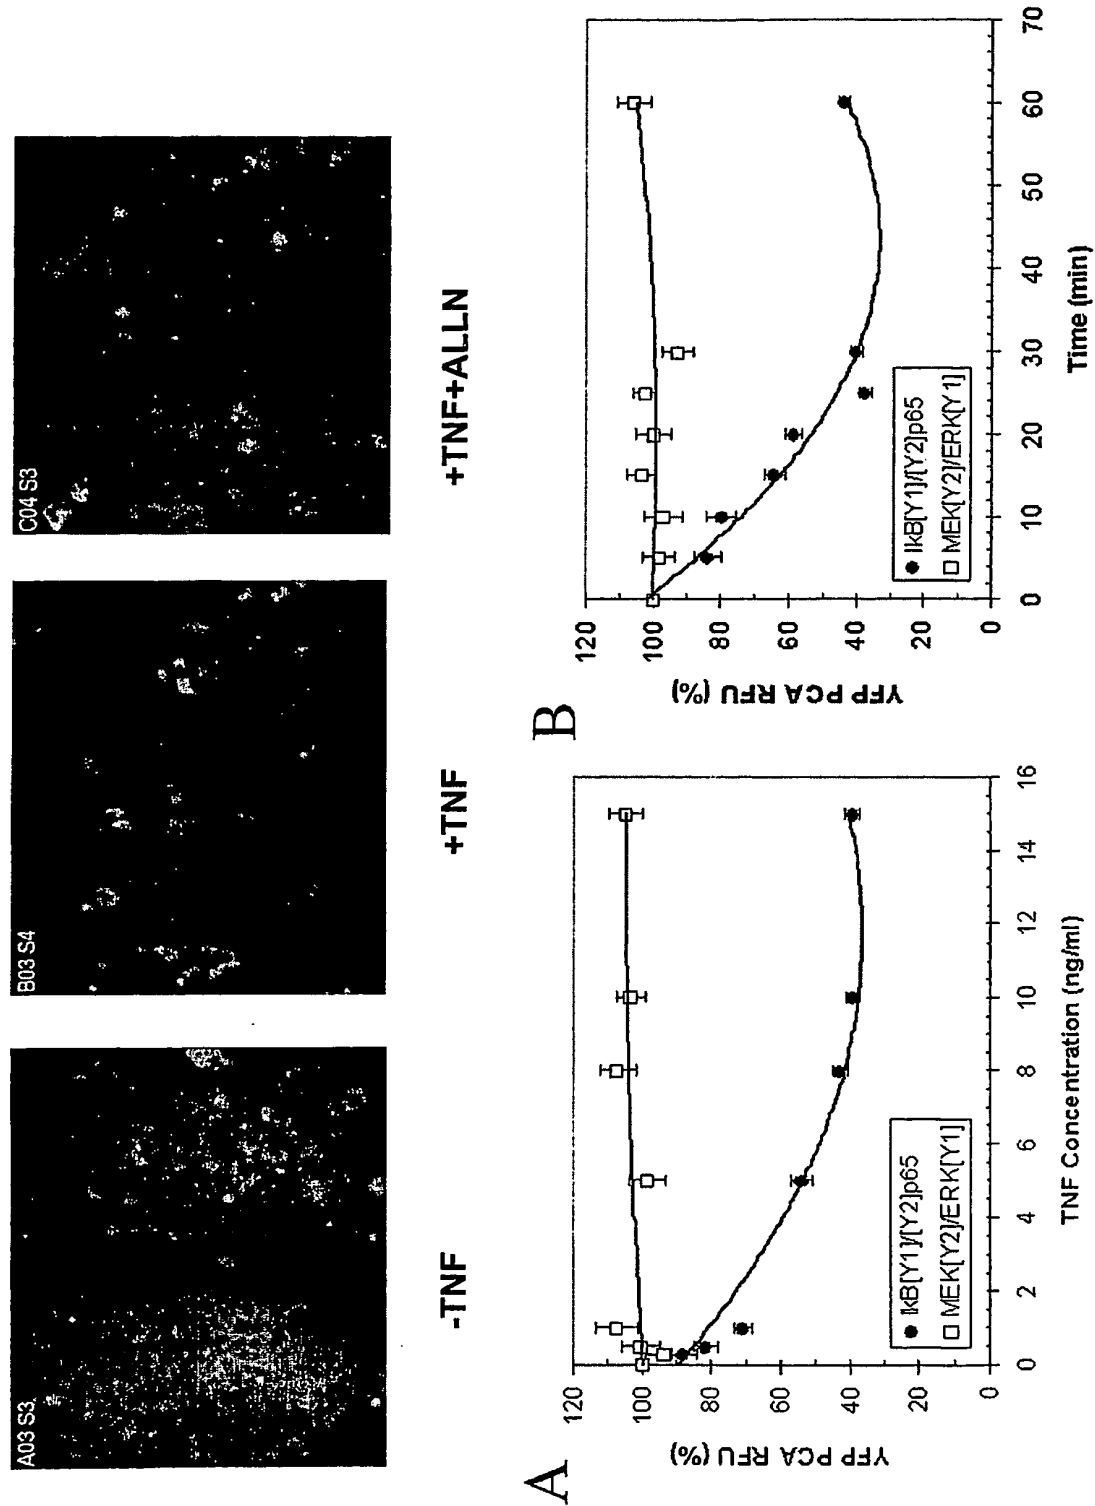 A03 S3
B03 S4
C04 S3
-TNF
+TNF
+TNF+ALLN
A
YFP PCA RFU (%)
120
100
80
60
40
20
0
0
2
4
6
8
10
12
14
16
TNF Concentration (ng/ml)
IkB[Y1]/[Y2]p65
MEK[Y2]/ERK[Y1]
B
YFP PCA RFU (%)
120
100
80
60
40
20
0
0
10
20
30
40
50
60
70
Time (min)
IkB[Y1]/[Y2]p65
MEK[Y2]/ERK[Y1]